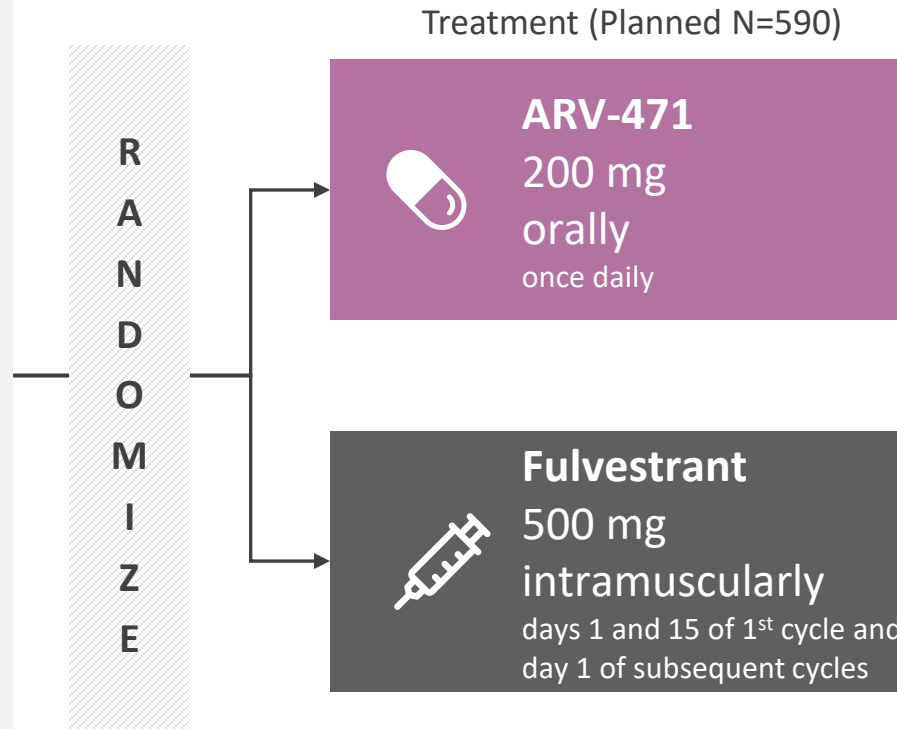 Treatment (Planned N=590)
RANDOMIZE
ARV-471
200 mg
orally
once daily
Fulvestrant
500 mg
intramuscularly
days 1 and 15 of 1st cycle and
day 1 of subsequent cycles